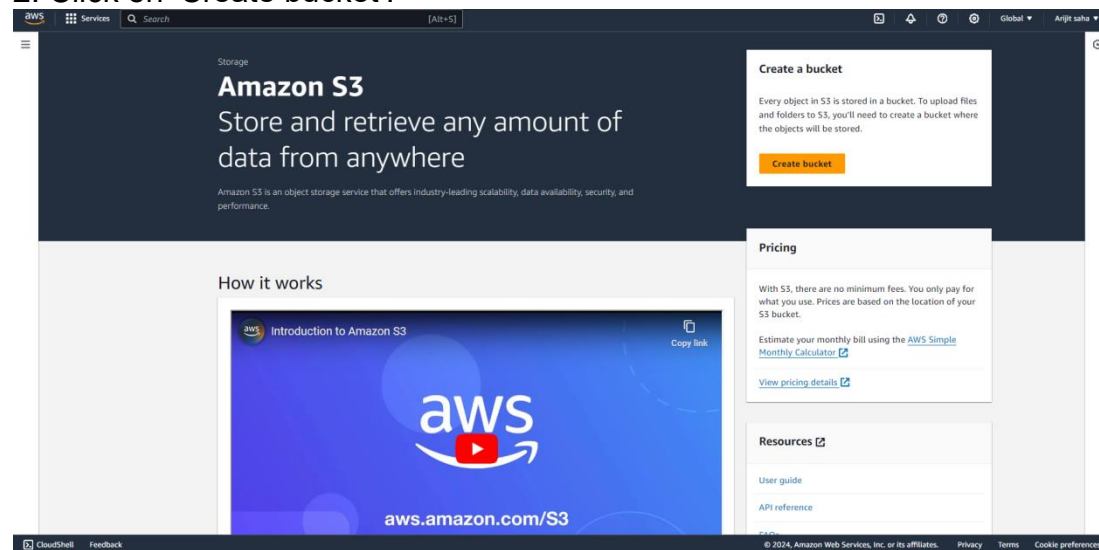 2. Click on 'Create bucket'.
aws
Services
Search
[Alt+S]
Global
Arijit saha
Storage
Amazon S3
Store and retrieve any amount of
data from anywhere
Amazon S3 is an object storage service that offers industry-leading scalability, data availability, security, and
performance.
Create a bucket
Every object in S3 is stored in a bucket. To upload files
and folders to S3, you'll need to create a bucket where
the objects will be stored.
Create bucket
Pricing
With S3, there are no minimum fees. You only pay for
what you use. Prices are based on the location of your
S3 bucket.
Estimate your monthly bill using the AWS Simple
Monthly Calculator
View pricing details
How it works
aws
Introduction to Amazon S3
Copy link
aws
aws.amazon.com/S3
Resources
User guide
API reference
FAQs
CloudShell
Feedback
© 2024, Amazon Web Services, Inc. or its affiliates.
Privacy
Terms
Cookie preferences